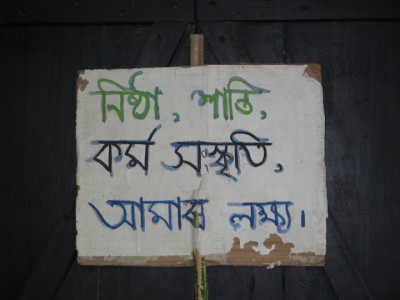 নিষ্ঠা, শান্তি,
কর্ম সংস্কৃতি,
আমার লক্ষ্য।